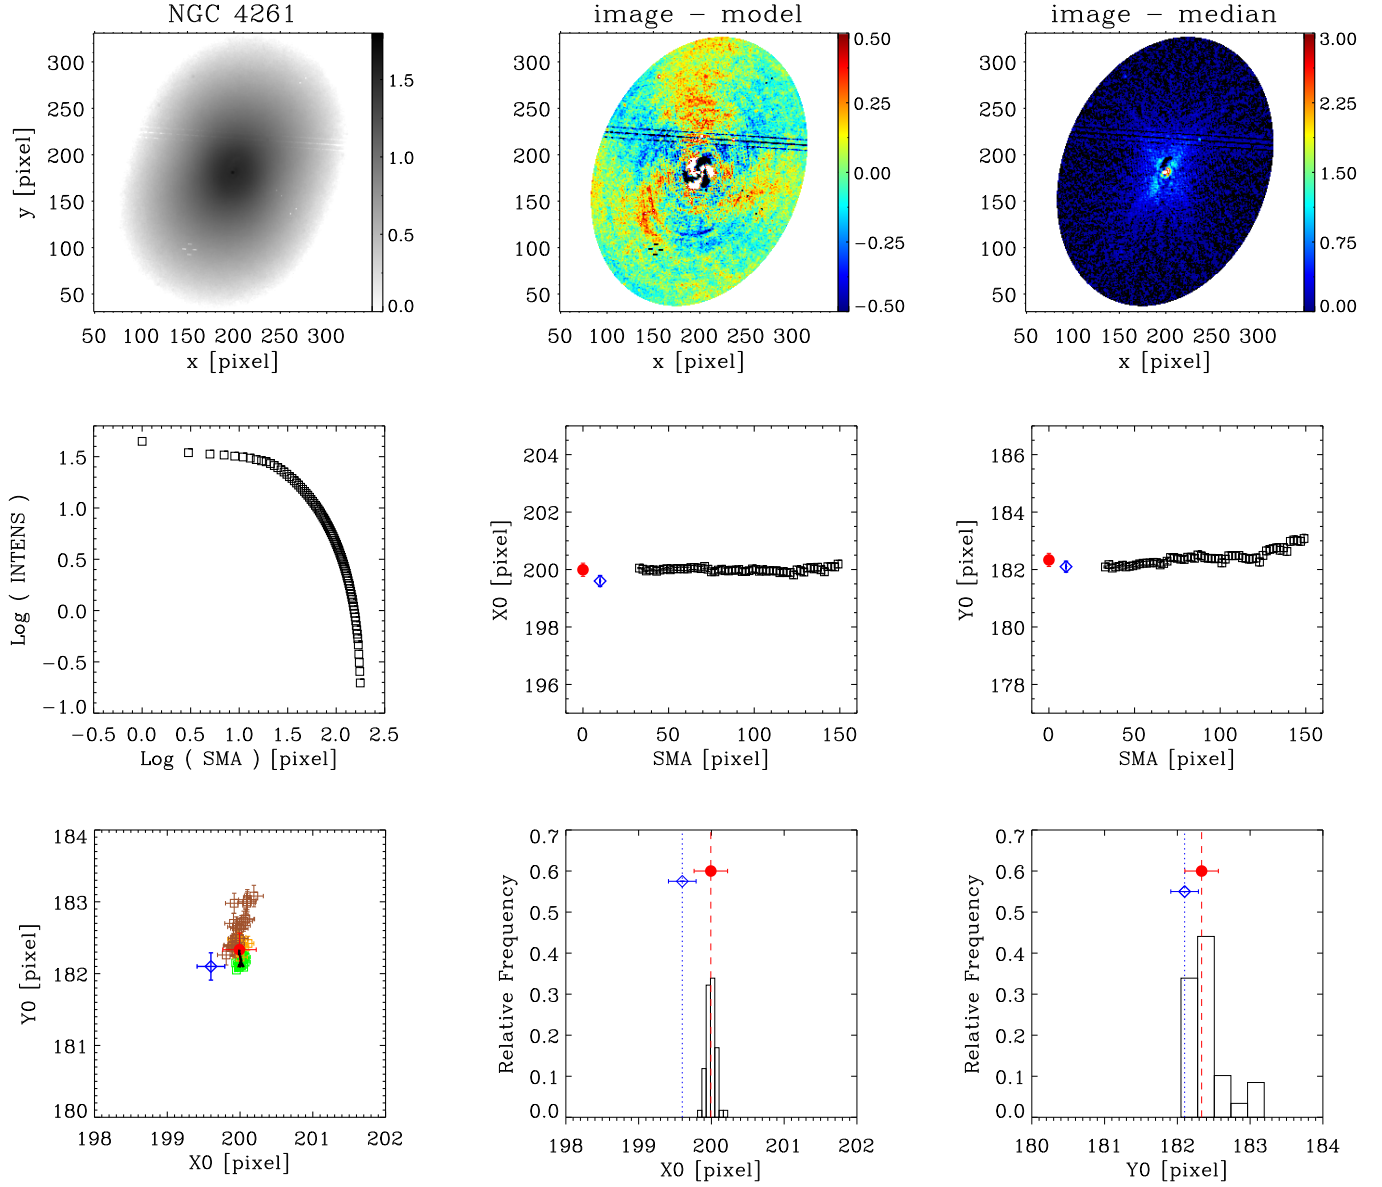 NGC 4261
image − model
image − median
300
250
200
150
100
50
y [pixel]
1.5
1.0
0.5
0.0
50 100 150 200 250 300
x [pixel]
300
250
200
150
100
50
0.50
0.25
0.00
−0.25
−0.50
50 100 150 200 250 300
x [pixel]
300
250
200
150
100
50
3.00
2.25
1.50
0.75
0.00
50 100 150 200 250 300
x [pixel]
1.5
1.0
0.5
0.0
−0.5
−1.0
Log ( INTENS )
−0.5 0.0 0.5 1.0 1.5 2.0 2.5
Log ( SMA ) [pixel]
204
202
200
198
196
X0 [pixel]
0 50 100 150
SMA [pixel]
186
184
182
180
178
Y0 [pixel]
0 50 100 150
SMA [pixel]
184
183
182
181
180
Y0 [pixel]
198 199 200 201 202
X0 [pixel]
0.7
0.6
0.5
0.4
0.3
0.2
0.1
0.0
Relative Frequency
198 199 200 201 202
X0 [pixel]
0.7
0.6
0.5
0.4
0.3
0.2
0.1
0.0
Relative Frequency
180 181 182 183 184
Y0 [pixel]